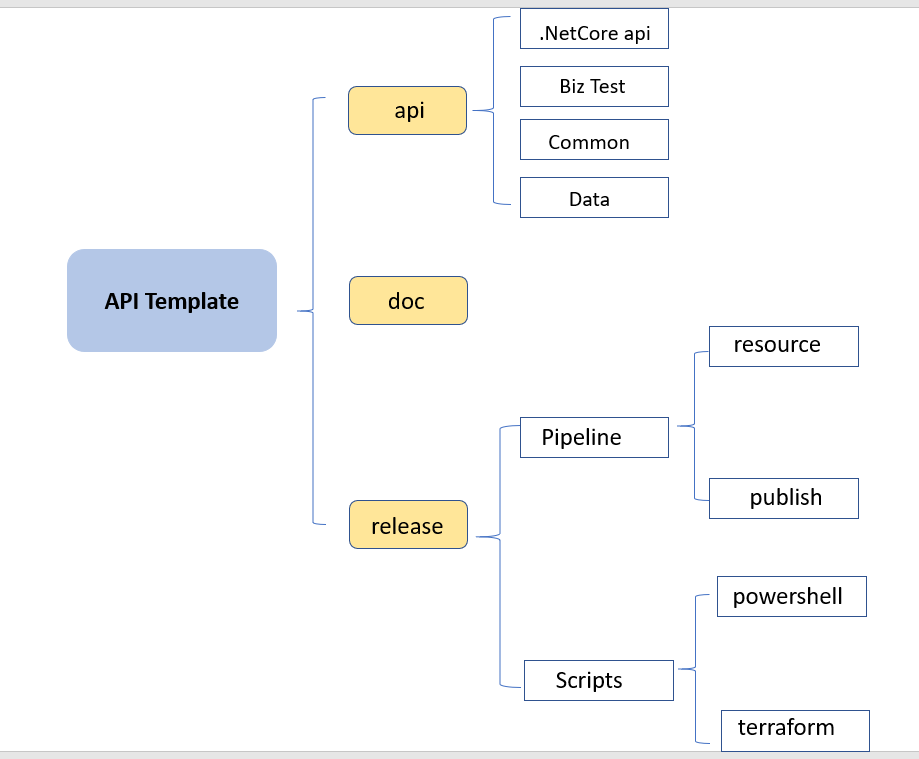 API Template
api
.NetCore api
Biz Test
Common
Data
doc
release
Pipeline
resource
publish
Scripts
powershell
terraform